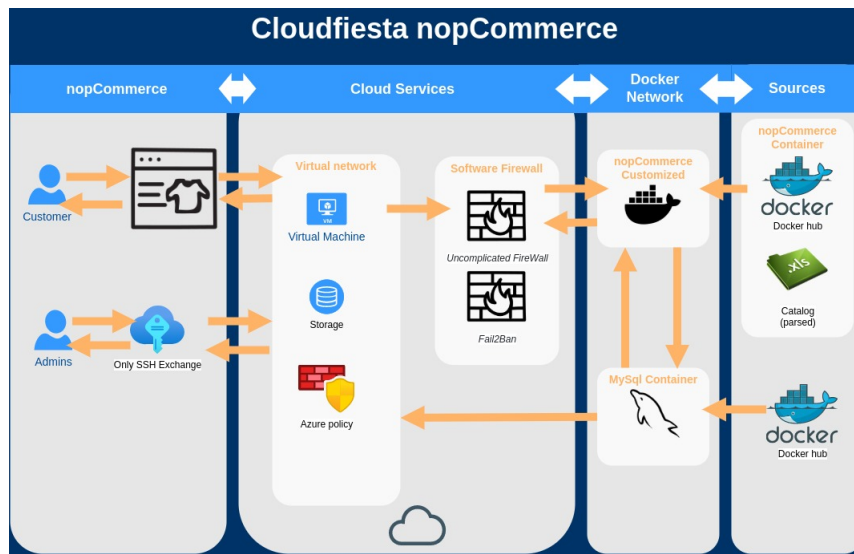 Cloudfiesta nopCommerce
nopCommerce
Cloud Services
Docker
Network
Sources
Customer
Admins
Only SSH Exchange
Virtual network
VM
Virtual Machine
Storage
Azure policy
Software Firewall
Uncomplicated FireWall
Fail2Ban
nopCommerce
Customized
MySql Container
nopCommerce
Container
docker
Docker hub
.xls
Catalog
(parsed)
docker
Docker hub